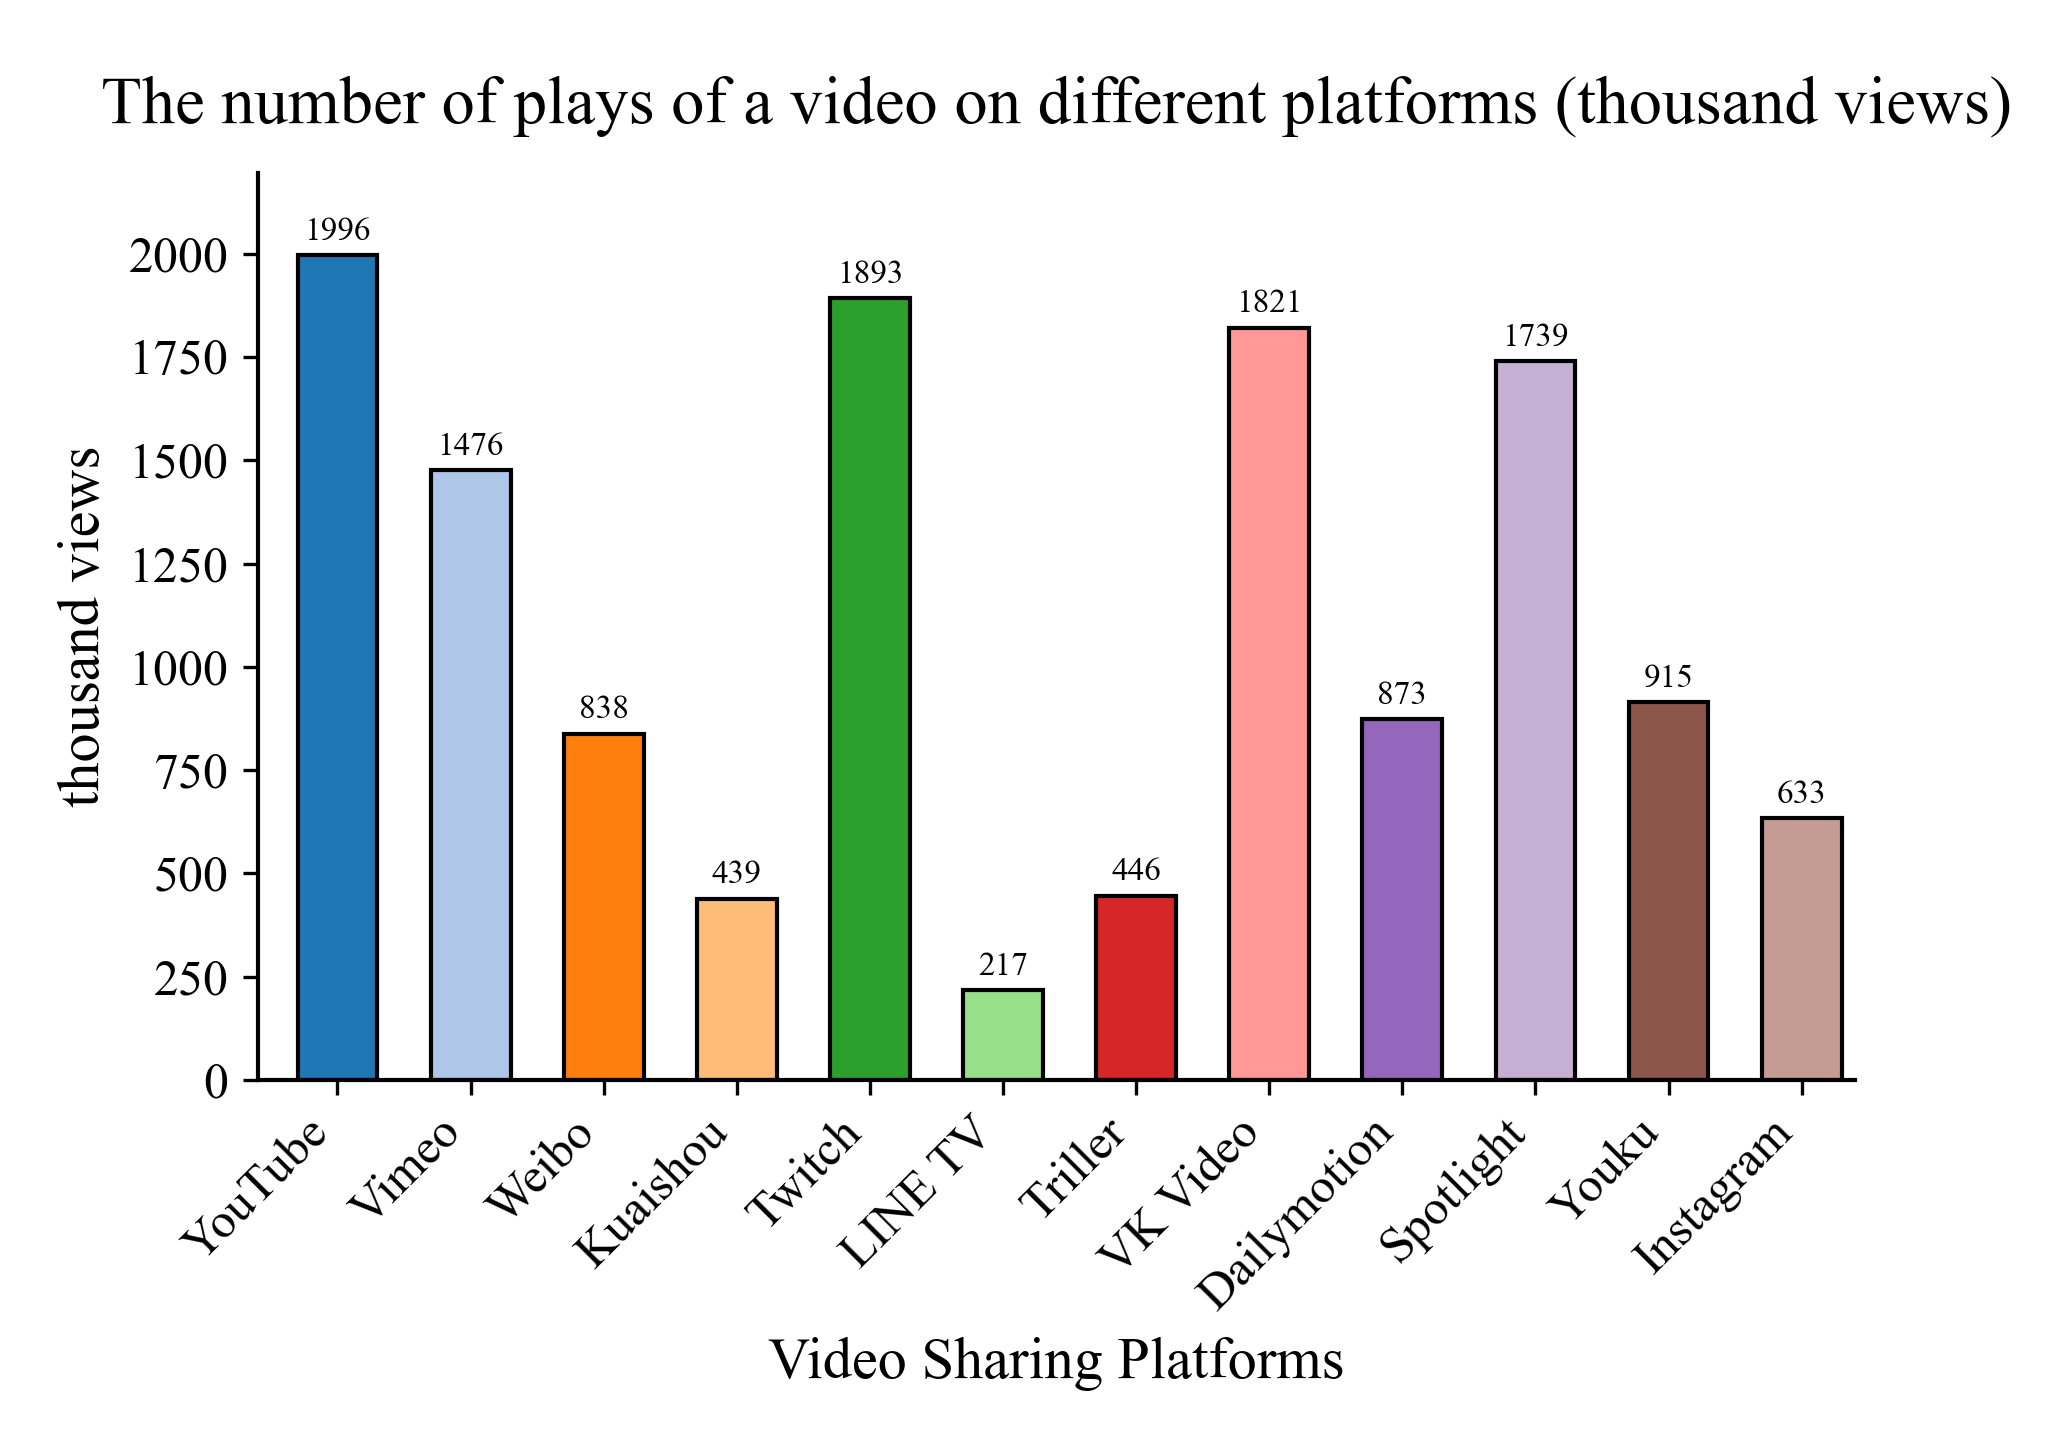 The number of plays of a video on different platforms (thousand views)
thousand views
2000
1750
1500
1250
1000
750
500
250
0
1996
1476
838
439
1893
217
446
1821
873
1739
915
633
YouTube
Vimeo
Weibo
Kuaishou
Twitch
LINE TV
Triller
VK Video
Dailymotion
Spotlight
Youku
Instagram
Video Sharing Platforms